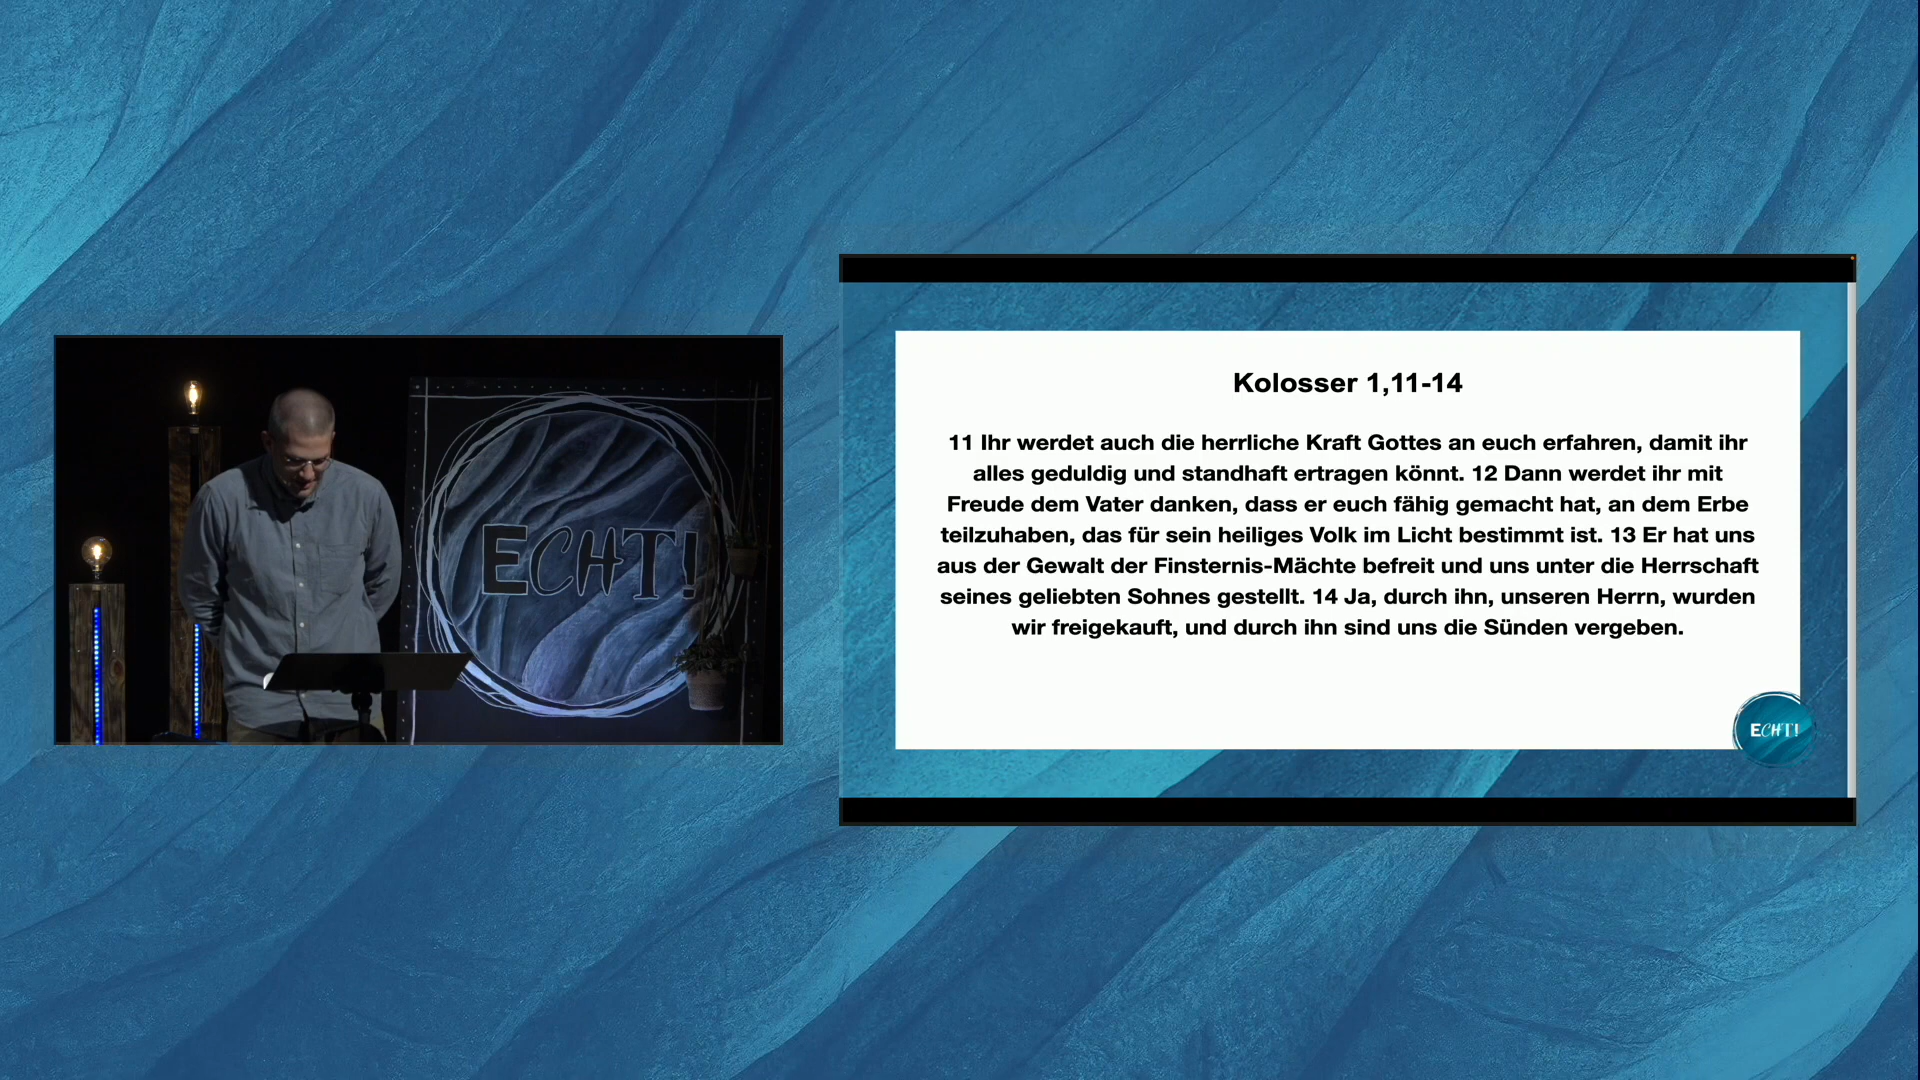 ECHT!
Kolosser 1,11-14
11 Ihr werdet auch die herrliche Kraft Gottes an euch erfahren, damit ihr
alles geduldig und standhaft ertragen könnt. 12 Dann werdet ihr mit
Freude dem Vater danken, dass er euch fähig gemacht hat, an dem Erbe
teilzuhaben, das für sein heiliges Volk im Licht bestimmt ist. 13 Er hat uns
aus der Gewalt der Finsternis-Mächte befreit und uns unter die Herrschaft
seines geliebten Sohnes gestellt. 14 Ja, durch ihn, unseren Herrn, wurden
wir freigekauft, und durch ihn sind uns die Sünden vergeben.
ECHT!